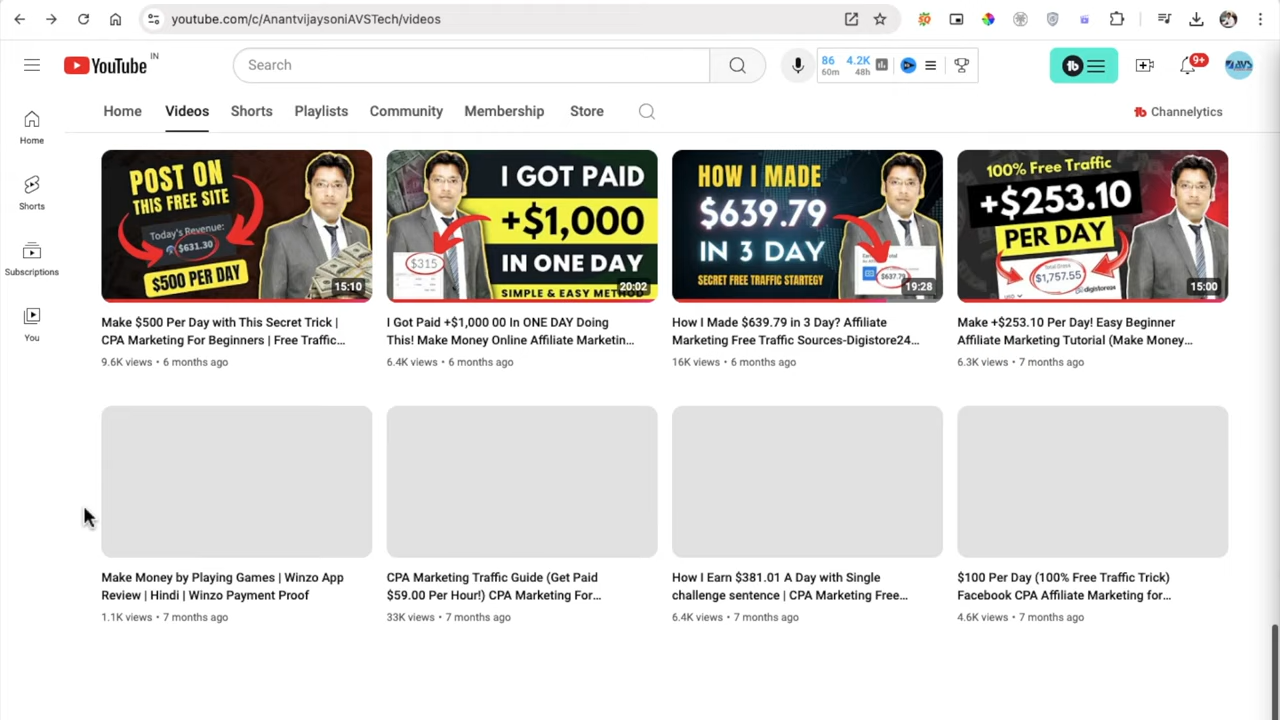 youtube.com/c/AnantvijaysoniAVSTech/videos
YouTube IN
Search
86 4.2K
60m 48h
9+
Home Videos Shorts Playlists Community Membership Store
Channelytics
Home
Shorts
Subscriptions
You
POST ON
THIS FREE SITE
Today's Revenue:
$631.30
$500 PER DAY
15:10
I GOT PAID
+$1,000
IN ONE DAY
$315
SIMPLE & EASY METHOD
20:02
HOW I MADE
$639.79
IN 3 DAY
SECRET FREE TRAFFIC STARTEGY
$637.79
19:28
100% Free Traffic
+$253.10
PER DAY
$1,757.55
digistore24
15:00
Make $500 Per Day with This Secret Trick |
CPA Marketing For Beginners | Free Traffic...
9.6K views • 6 months ago
I Got Paid +$1,000 00 In ONE DAY Doing
This! Make Money Online Affiliate Marketin...
6.4K views • 6 months ago
How I Made $639.79 in 3 Day? Affiliate
Marketing Free Traffic Sources-Digistore24...
16K views • 6 months ago
Make +$253.10 Per Day! Easy Beginner
Affiliate Marketing Tutorial (Make Money...
6.3K views • 7 months ago
Make Money by Playing Games | Winzo App
Review | Hindi | Winzo Payment Proof
1.1K views • 7 months ago
CPA Marketing Traffic Guide (Get Paid
$59.00 Per Hour!) CPA Marketing For...
33K views • 7 months ago
How I Earn $381.01 A Day with Single
challenge sentence | CPA Marketing Free...
6.4K views • 7 months ago
$100 Per Day (100% Free Traffic Trick)
Facebook CPA Affiliate Marketing for...
4.6K views • 7 months ago